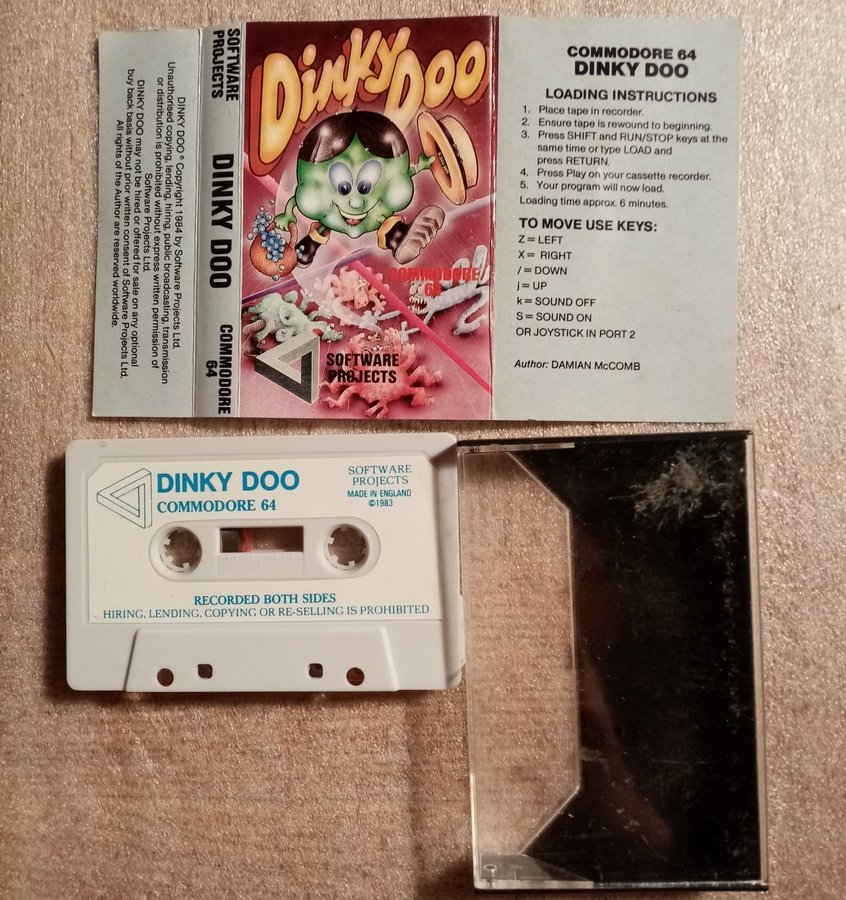 DINKY DOO © Copyright 1984 by Software Projects Ltd.
Unauthorised copying, lending, hiring, public broadcasting, transmission
or distribution is prohibited without express written permission of
Software Projects Ltd.
DINKY DOO may not be hired or offered for sale on any optional
buy back basis without prior written consent of Software Projects Ltd.
All rights of the Author are reserved worldwide.
SOFTWARE
PROJECTS
DINKY DOO
COMMODORE
64
Dinky Doo
COMMODORE
64
SOFTWARE
PROJECTS
COMMODORE 64
DINKY DOO
LOADING INSTRUCTIONS
1. Place tape in recorder.
2. Ensure tape is rewound to beginning.
3. Press SHIFT and RUN/STOP keys at the
same time or type LOAD and
press RETURN.
4. Press Play on your cassette recorder.
5. Your program will now load.
Loading time approx. 6 minutes.
TO MOVE USE KEYS:
Z = LEFT
X = RIGHT
/ = DOWN
j = UP
k = SOUND OFF
S = SOUND ON
OR JOYSTICK IN PORT 2
Author: DAMIAN McCOMB
DINKY DOO
COMMODORE 64
SOFTWARE
PROJECTS
MADE IN ENGLAND
©1983
RECORDED BOTH SIDES
HIRING, LENDING, COPYING OR RE-SELLING IS PROHIBITED